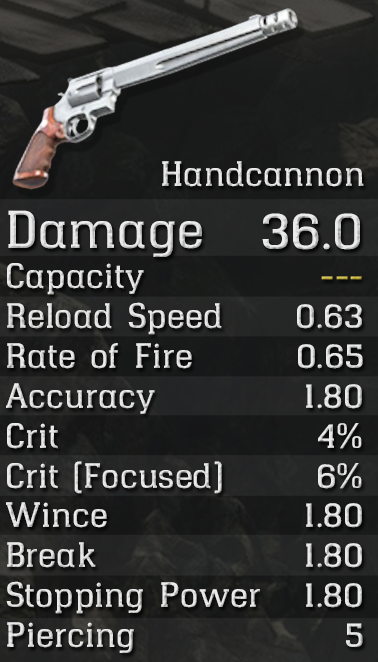 Handcannon
Damage 36.0
Capacity ---
Reload Speed 0.63
Rate of Fire 0.65
Accuracy 1.80
Crit 4%
Crit (Focused) 6%
Wince 1.80
Break 1.80
Stopping Power 1.80
Piercing 5